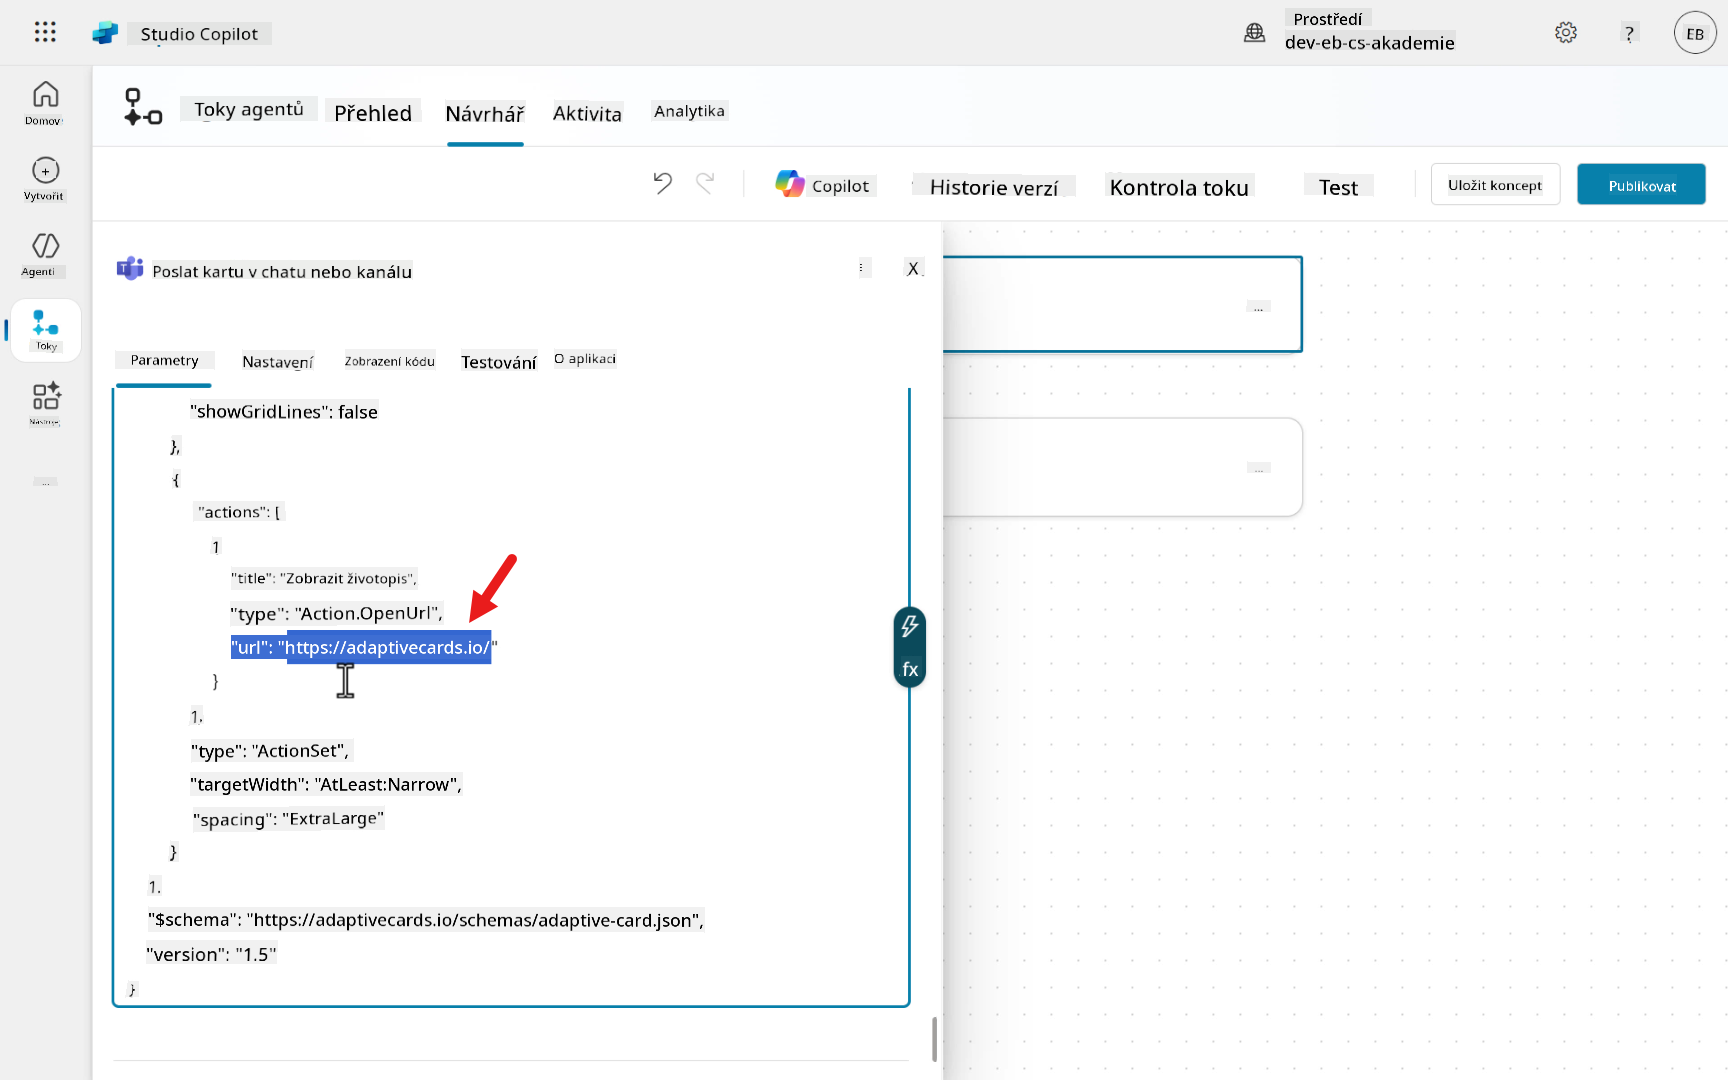 Studio Copilot
Prostředí
dev-eb-cs-akademie
?
EB
Domov
Vytvořit
Agenti
Toky
Nástroje
...
Toky agentů
Přehled
Návrhář
Aktivita
Analytika
Copilot
Historie verzí
Kontrola toku
Test
Uložit koncept
Publikovat
Poslat kartu v chatu nebo kanálu
X
Parametry
Nastavení
Zobrazení kódu
Testování
O aplikaci
"showGridLines": false
},
{
"actions": [
1
"title": "Zobrazit životopis",
"type": "Action.OpenUrl",
"url": "https://adaptivecards.io/"
}
1,
"type": "ActionSet",
"targetWidth": "AtLeast:Narrow",
"spacing": "ExtraLarge"
}
1.
"$schema": "https://adaptivecards.io/schemas/adaptive-card.json",
"version": "1.5"
}
fx
...
...